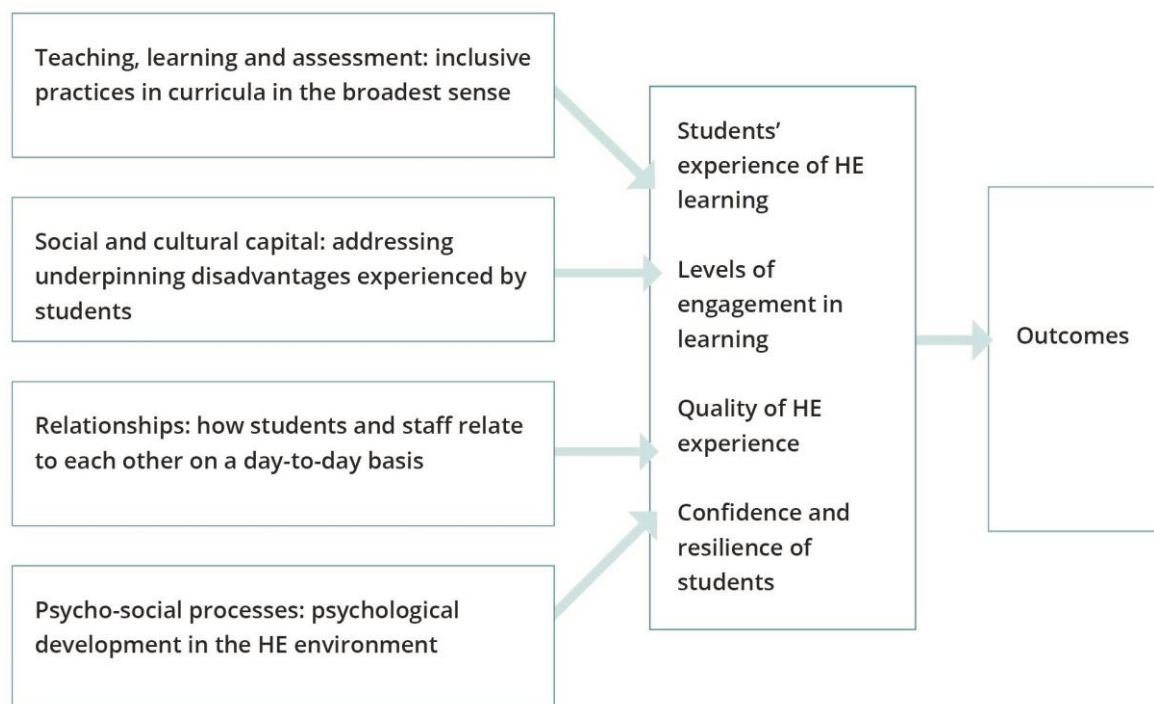 Teaching, learning and assessment: inclusive
practices in curricula in the broadest sense
Social and cultural capital: addressing
underpinning disadvantages experienced by
students
Relationships: how students and staff relate
to each other on a day-to-day basis
Psycho-social processes: psychological
development in the HE environment
Students’
experience of HE
learning
Levels of
engagement in
learning
Quality of HE
experience
Confidence and
resilience of
students
Outcomes